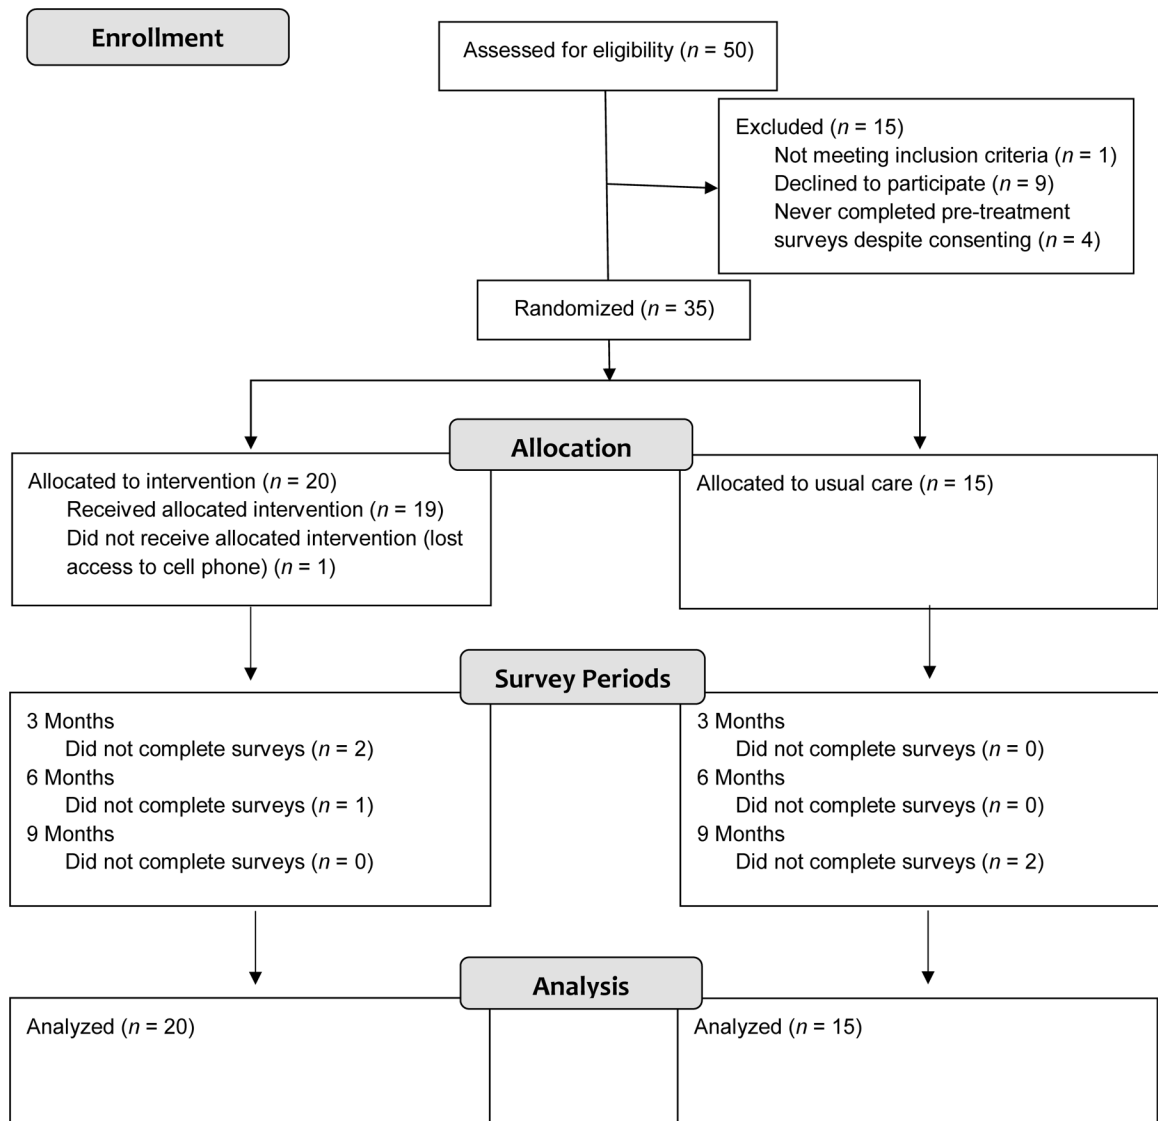 Enrollment
Assessed for eligibility (n = 50)
Excluded (n = 15)
Not meeting inclusion criteria (n = 1)
Declined to participate (n = 9)
Never completed pre-treatment
surveys despite consenting (n = 4)
Randomized (n = 35)
Allocation
Allocated to intervention (n = 20)
Received allocated intervention (n = 19)
Did not receive allocated intervention (lost
access to cell phone) (n = 1)
Allocated to usual care (n = 15)
Survey Periods
3 Months
Did not complete surveys (n = 2)
6 Months
Did not complete surveys (n = 1)
9 Months
Did not complete surveys (n = 0)
3 Months
Did not complete surveys (n = 0)
6 Months
Did not complete surveys (n = 0)
9 Months
Did not complete surveys (n = 2)
Analysis
Analyzed (n = 20)
Analyzed (n = 15)